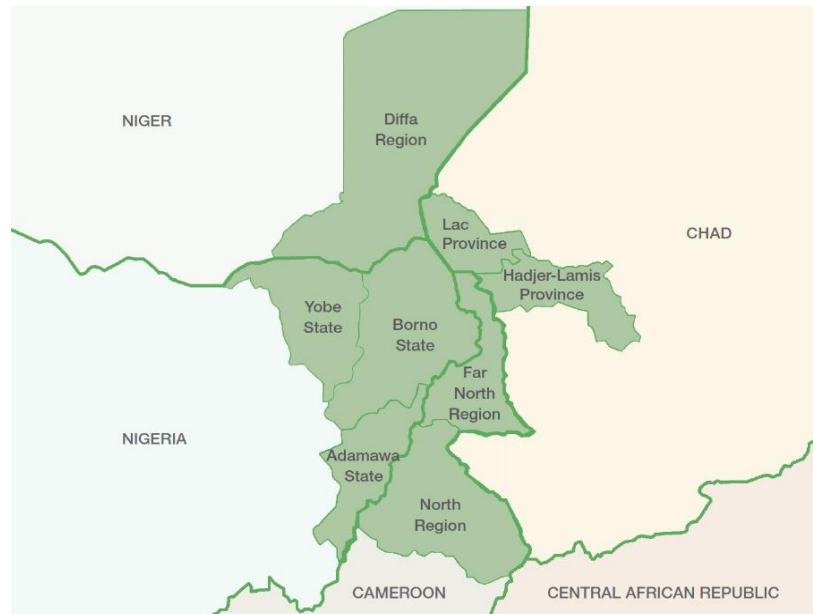 NIGER
Diffa
Region
Lac
Province
CHAD
Hadjer-Lamis
Province
Yobe
State
Borno
State
Far
North
Region
NIGERIA
Adamawa
State
North
Region
CAMEROON
CENTRAL AFRICAN REPUBLIC